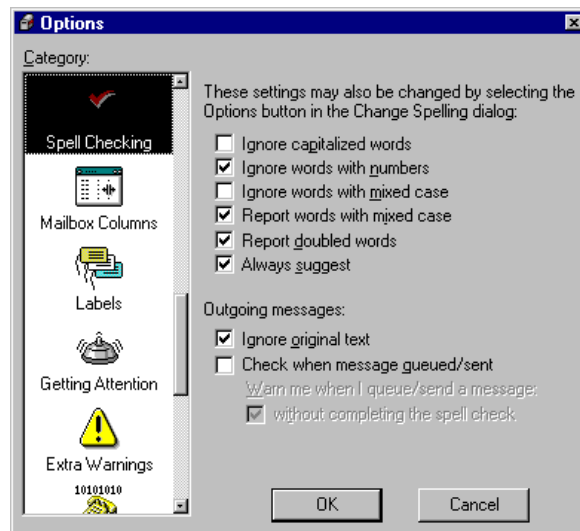 Options
Category:
Spell Checking
Mailbox Columns
Labels
Getting Attention
Extra Warnings
10101010
These settings may also be changed by selecting the
Options button in the Change Spelling dialog:
Ignore capitalized words
Ignore words with numbers
Ignore words with mixed case
Report words with mixed case
Report doubled words
Always suggest
Outgoing messages:
Ignore original text
Check when message queued/sent
Warn me when I queue/send a message:
without completing the spell check
OK
Cancel